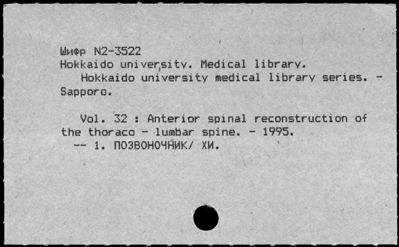 Шифр N2-3522
Hokkaido university. Medical library.
Hokkaido university medical library series. -
Sapporo.
Vol. 32 : Anterior spinal reconstruction of
the thoraco - lumbar spine. - 1995.
-- 1. ПОЗВОНОЧНИК/ ХИ.